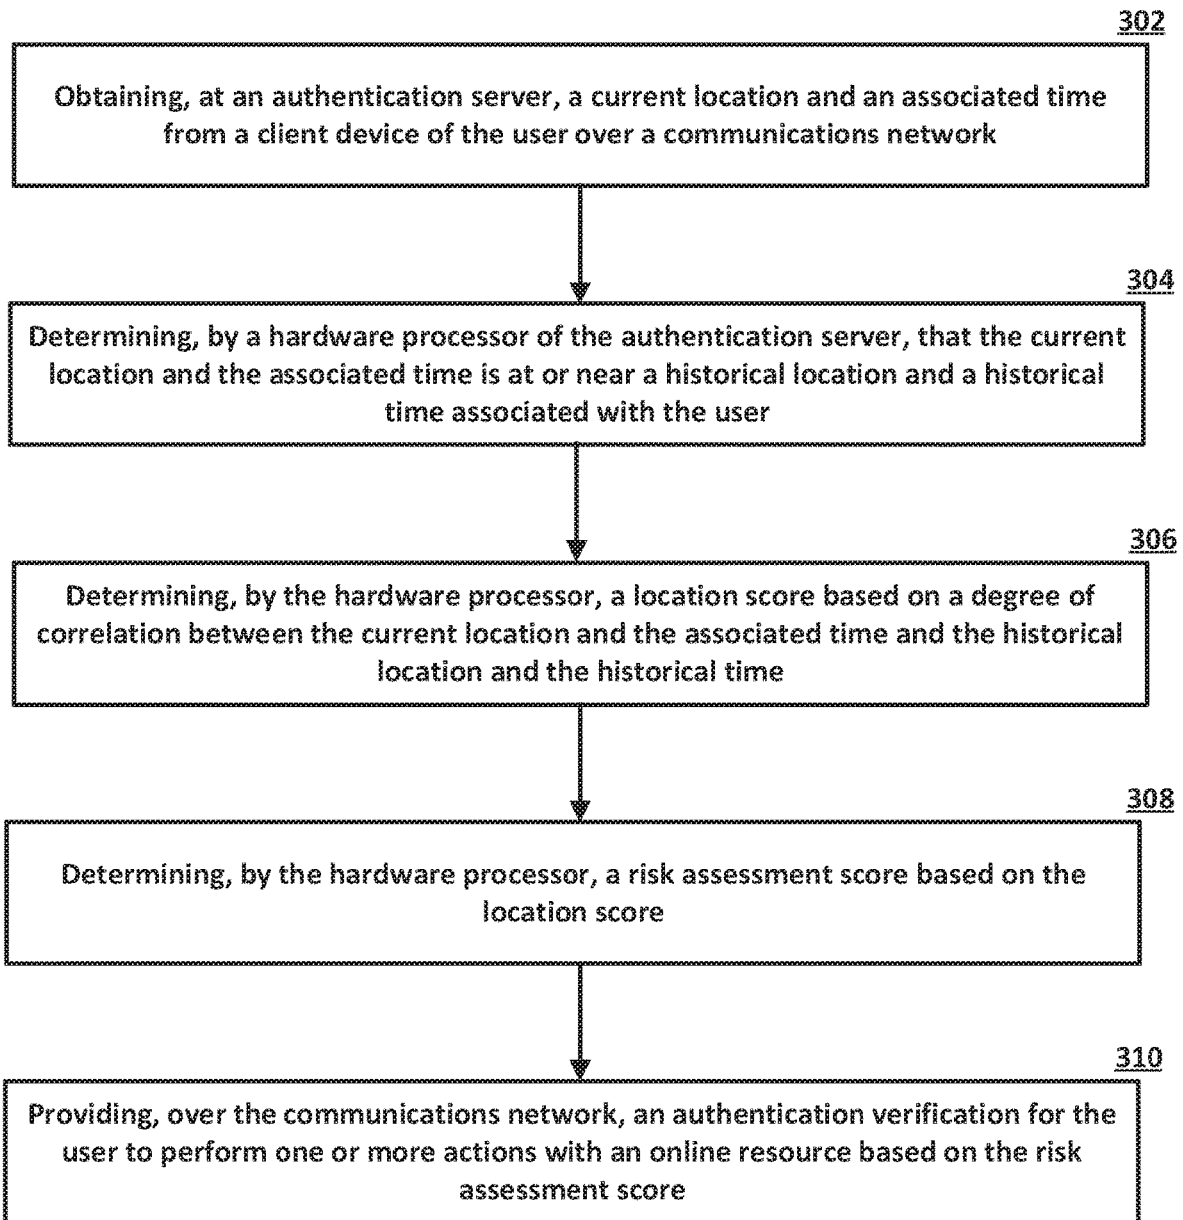 302
Obtaining, at an authentication server, a current location and an associated time
from a client device of the user over a communications network
304
Determining, by a hardware processor of the authentication server, that the current
location and the associated time is at or near a historical location and a historical
time associated with the user
306
Determining, by the hardware processor, a location score based on a degree of
correlation between the current location and the associated time and the historical
location and the historical time
308
Determining, by the hardware processor, a risk assessment score based on the
location score
310
Providing, over the communications network, an authentication verification for the
user to perform one or more actions with an online resource based on the risk
assessment score